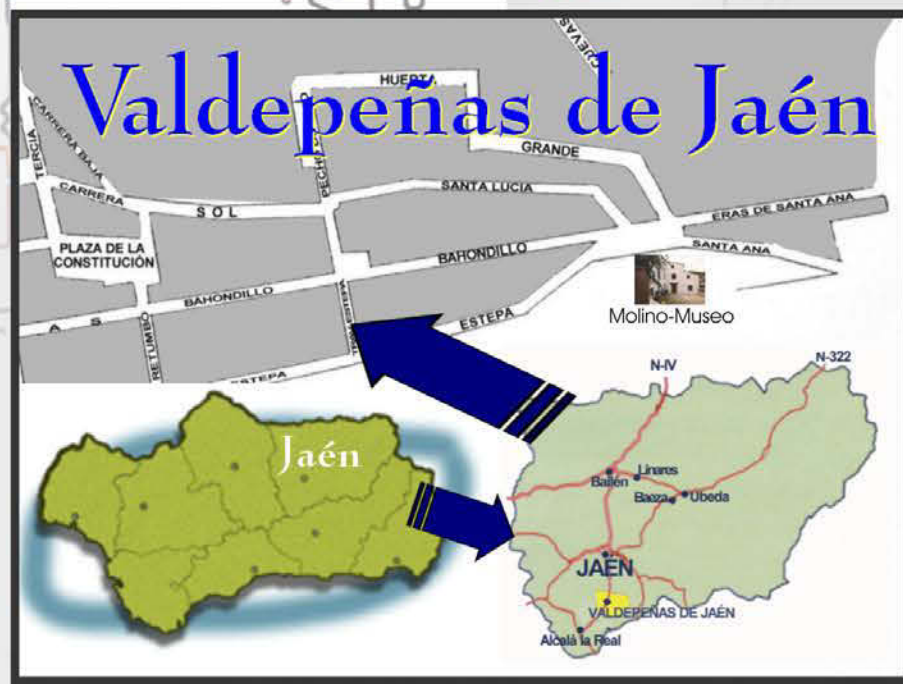 Valdepeñas de Jaén
CUEVAS
HUERTA
TERCIA
CARRERA BAJA
GRANDE
CARRERA
SANTA LUCIA
SOL
ERAS DE SANTA ANA
PLAZA DE LA
CONSTITUCIÓN
BAHONDILLO
SANTA ANA
BAHONDILLO
Molino-Museo
A S
RETUMBO
ESTEPA
ESTEPA
N-IV
N-322
Jaén
Linares
Bailén
Baeza
Ubeda
JAÉN
VALDEPEÑAS DE JAÉN
Alcalá la Real